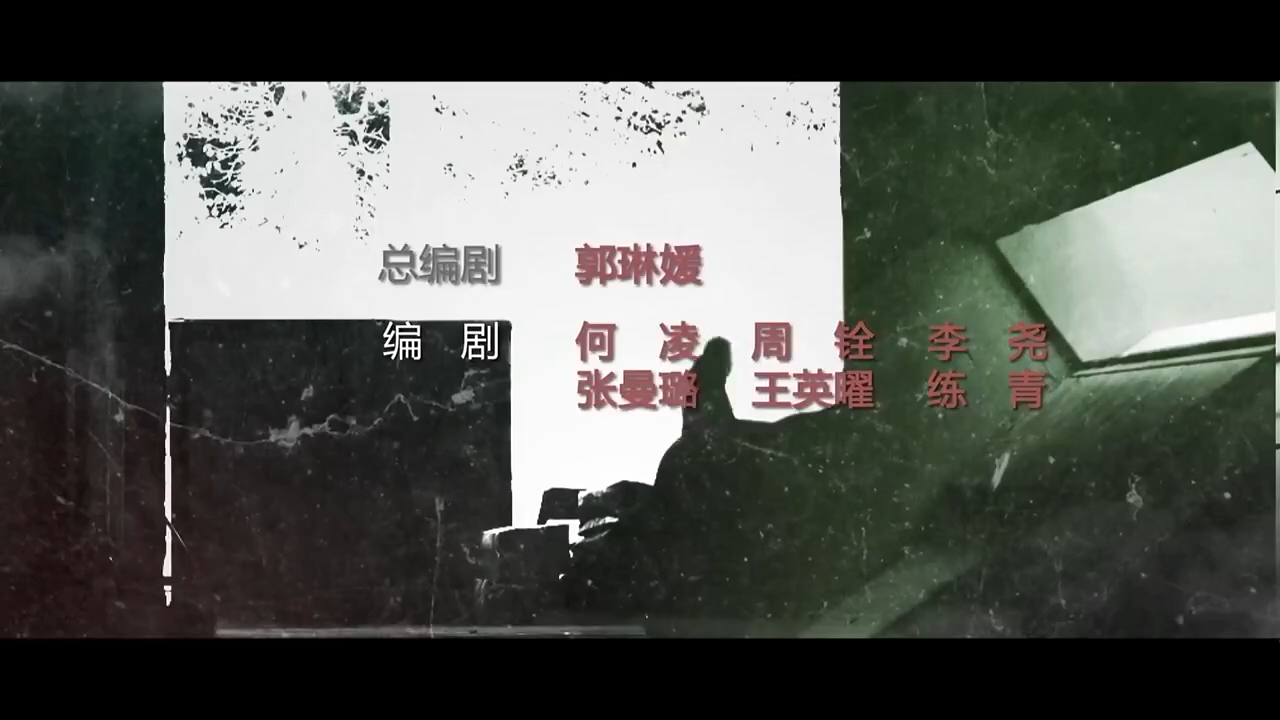 总编剧 郭琳媛
编 剧 何 凌 周 铨 李 尧
张曼璐 王英曜 练 青